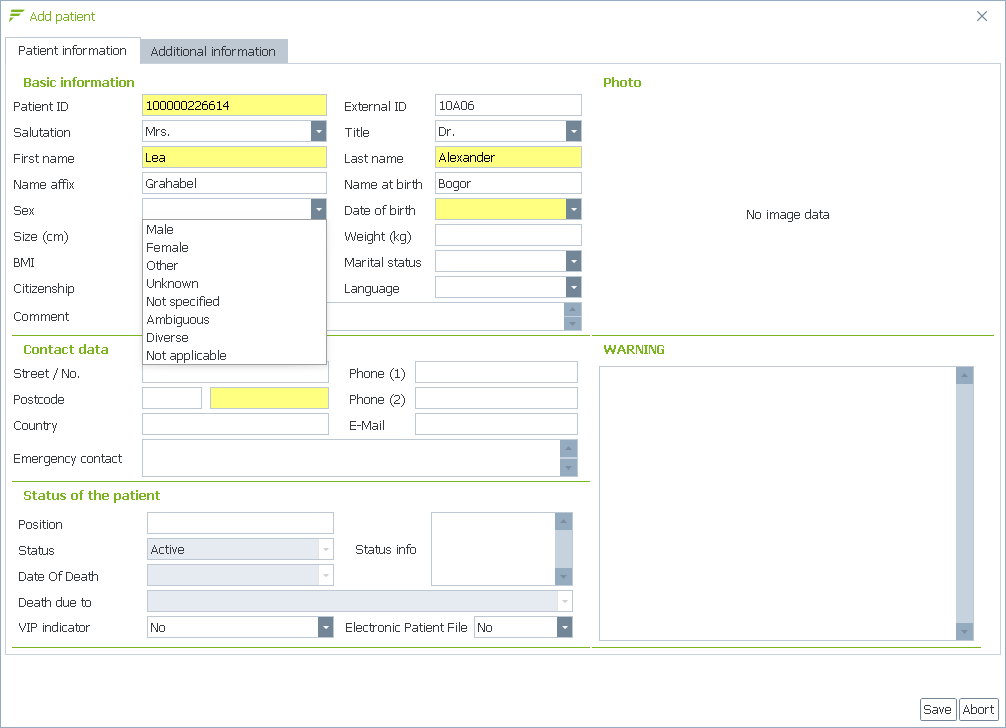 Add patient
Patient information Additional information
Basic information Photo
Patient ID 100000226614 External ID 10A06
Salutation Mrs. Title Dr.
First name Lea Last name Alexander
Name affix Grahabel Name at birth Bogor
Sex Date of birth
No image data
Male
Size (cm) Weight (kg)
Female
BMI Other Marital status
Unknown
Citizenship Language
Not specified
Comment
Ambiguous
Diverse
Not applicable
Contact data WARNING
Street / No. Phone (1)
Postcode Phone (2)
Country E-Mail
Emergency contact
Status of the patient
Position
Status Active Status info
Date Of Death
Death due to
VIP indicator No Electronic Patient File No
Save Abort